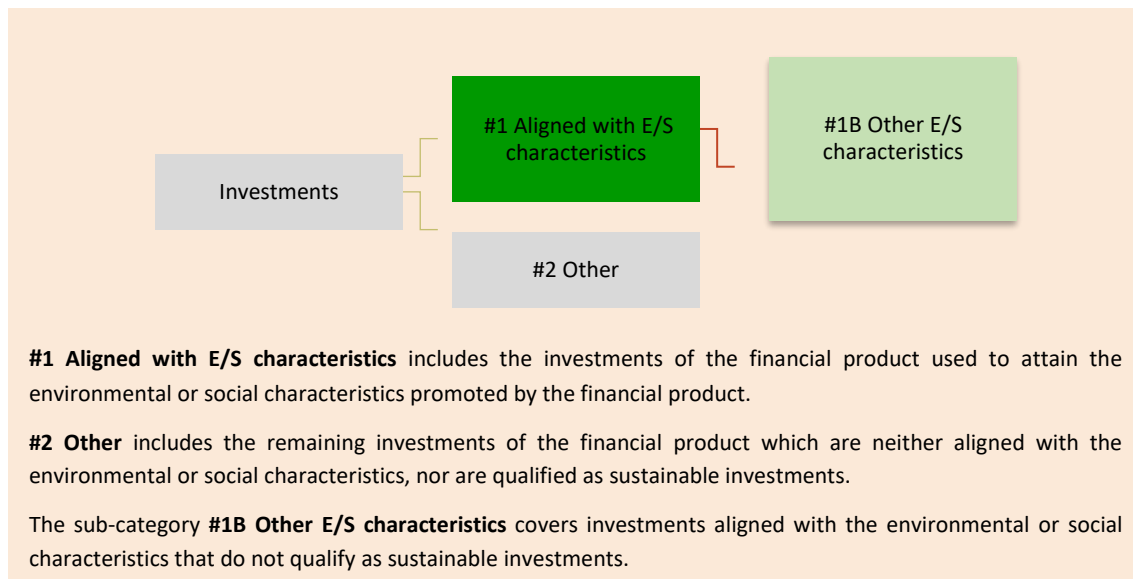 #1 Aligned with E/S
characteristics
#1B Other E/S
characteristics
Investments
#2 Other
#1 Aligned with E/S characteristics includes the investments of the financial product used to attain the
environmental or social characteristics promoted by the financial product.
#2 Other includes the remaining investments of the financial product which are neither aligned with the
environmental or social characteristics, nor are qualified as sustainable investments.
The sub-category #1B Other E/S characteristics covers investments aligned with the environmental or social
characteristics that do not qualify as sustainable investments.